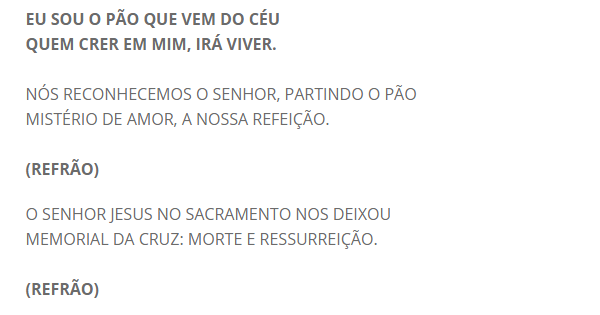 EU SOU O PÃO QUE VEM DO CÉU
QUEM CRER EM MIM, IRÁ VIVER.
NÓS RECONHECEMOS O SENHOR, PARTINDO O PÃO
MISTÉRIO DE AMOR, A NOSSA REFEIÇÃO.
(REFRÃO)
O SENHOR JESUS NO SACRAMENTO NOS DEIXOU
MEMORIAL DA CRUZ: MORTE E RESSURREIÇÃO.
(REFRÃO)